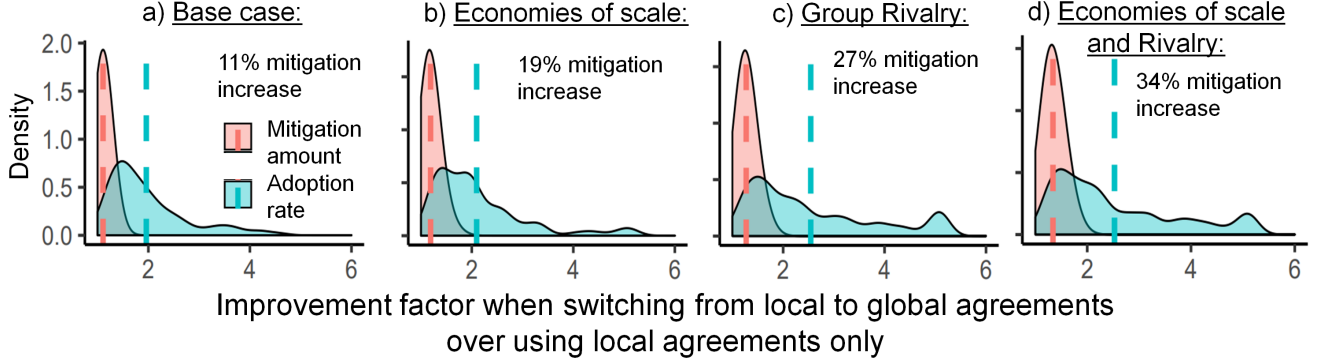 a) Base case:
11% mitigation
increase
Mitigation
amount
Adoption
rate
Density
2.0
1.5
1.0
0.5
0.0
2
4
6
b) Economies of scale:
19% mitigation
increase
2
4
6
c) Group Rivalry:
27% mitigation
increase
2
4
6
d) Economies of scale
and Rivalry:
34% mitigation
increase
2
4
6
Improvement factor when switching from local to global agreements
over using local agreements only